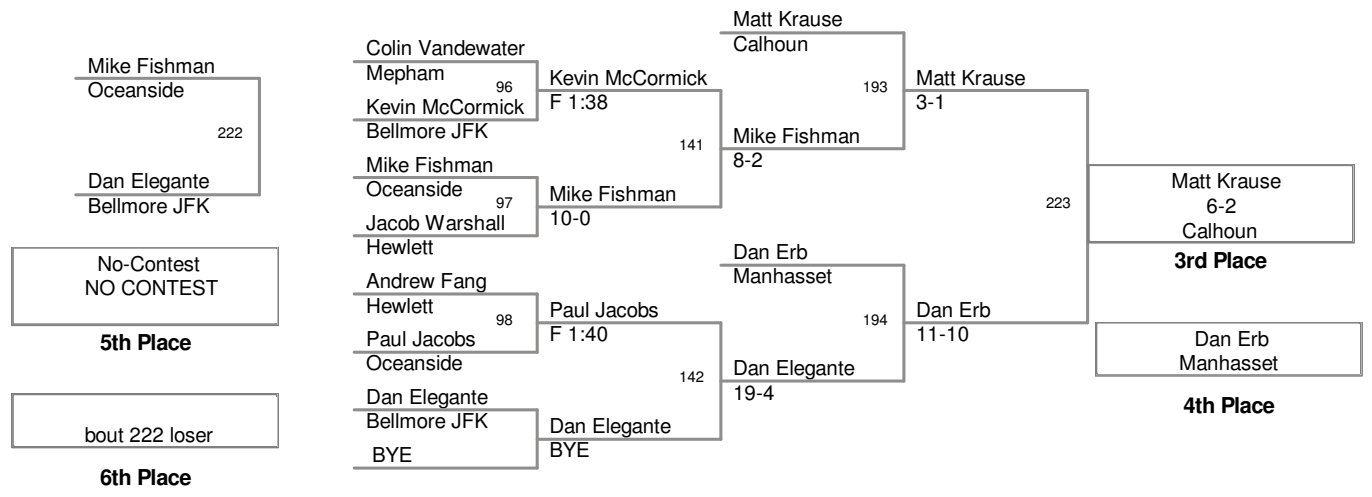 Mike Fishman
Oceanside
222
Dan Elegante
Bellmore JFK
No-Contest
NO CONTEST
5th Place
bout 222 loser
6th Place
Colin Vandewater
Mepham
96
Kevin McCormick
Bellmore JFK
Mike Fishman
Oceanside
97
Jacob Warshall
Hewlett
Andrew Fang
Hewlett
98
Paul Jacobs
Oceanside
Dan Elegante
Bellmore JFK
BYE
Kevin McCormick
F 1:38
141
Mike Fishman
10-0
Paul Jacobs
F 1:40
142
Dan Elegante
BYE
Matt Krause
Calhoun
193
Mike Fishman
8-2
Dan Erb
Manhasset
194
Dan Elegante
19-4
Matt Krause
3-1
223
Dan Erb
11-10
Matt Krause
6-2
Calhoun
3rd Place
Dan Erb
Manhasset
4th Place